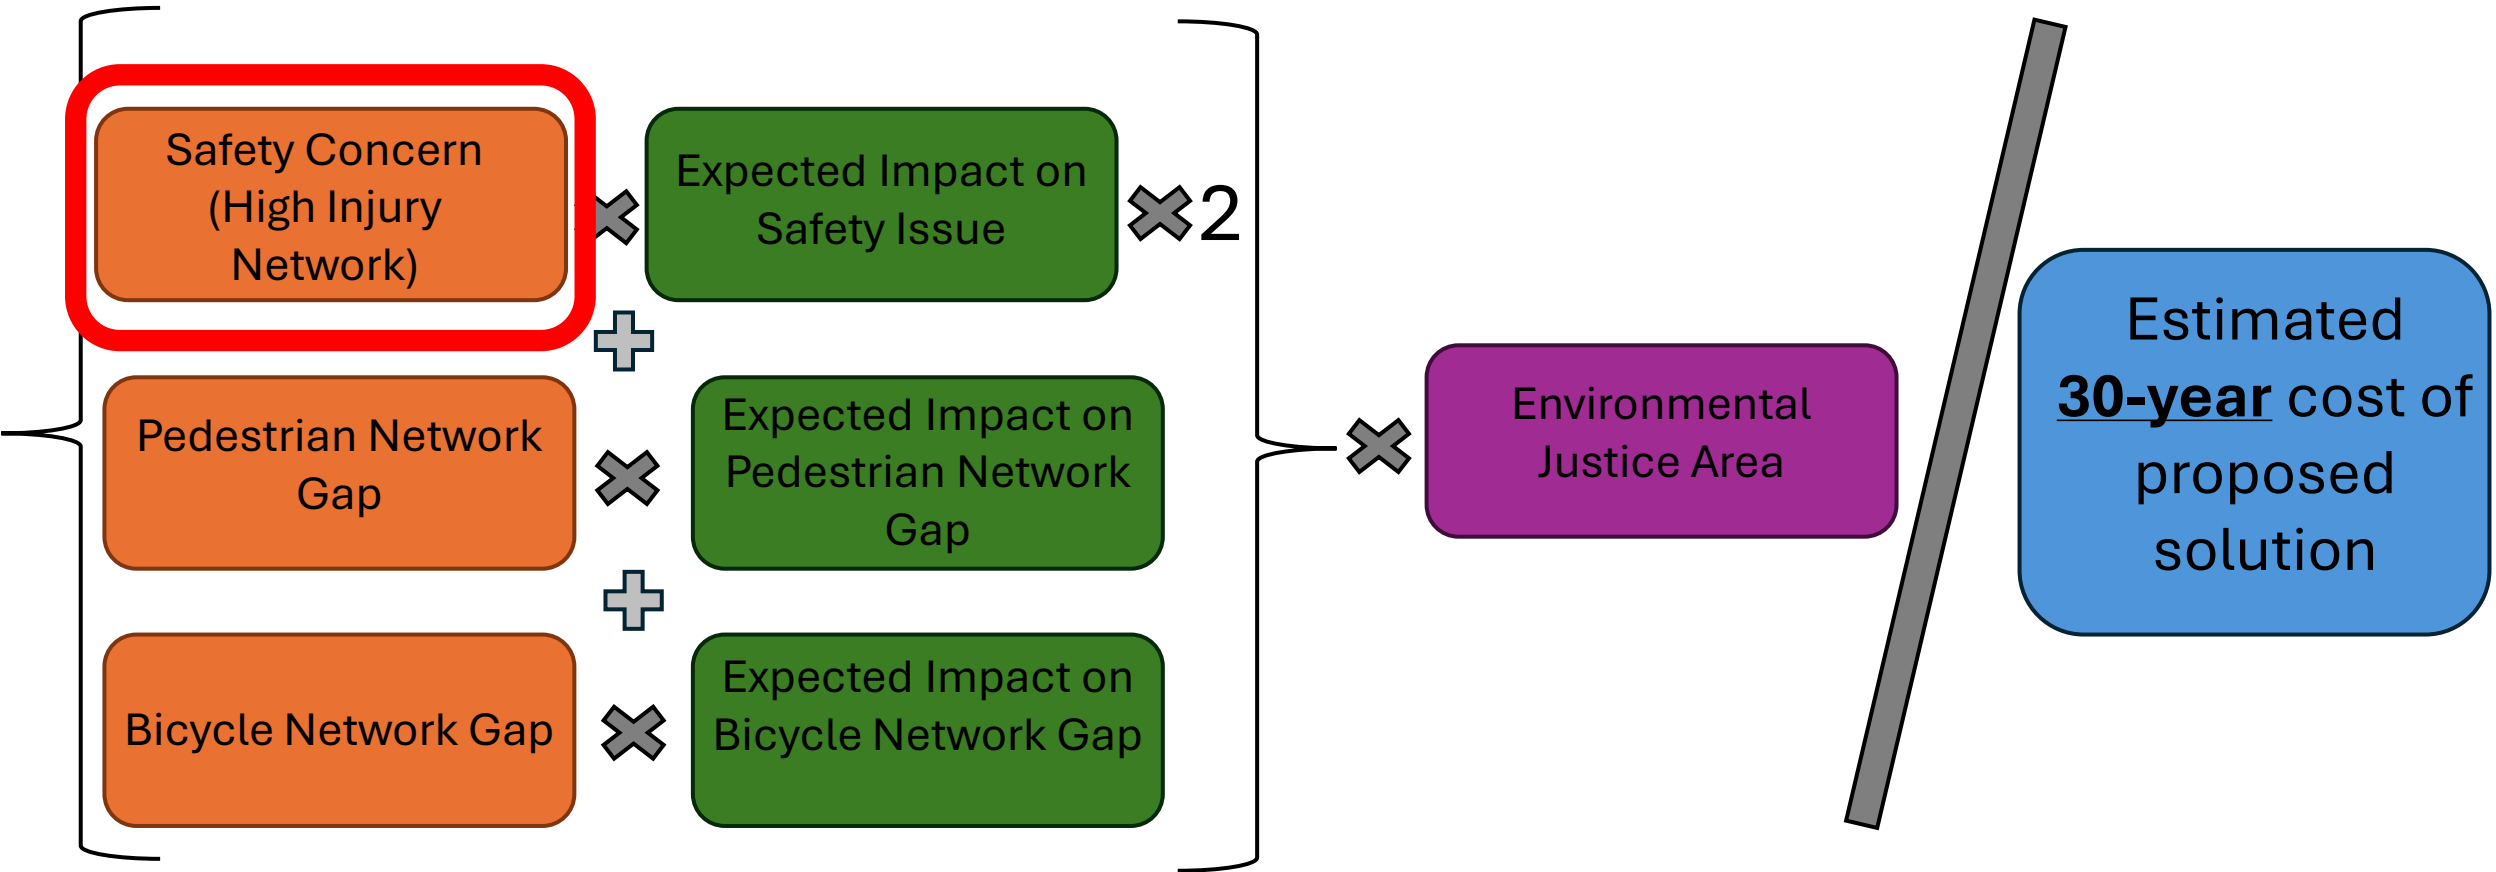 Safety Concern
(High Injury
Network)
Expected Impact on
Safety Issue
2
Pedestrian Network
Gap
Expected Impact on
Pedestrian Network
Gap
Bicycle Network Gap
Expected Impact on
Bicycle Network Gap
Environmental
Justice Area
Estimated
30-year cost of
proposed
solution